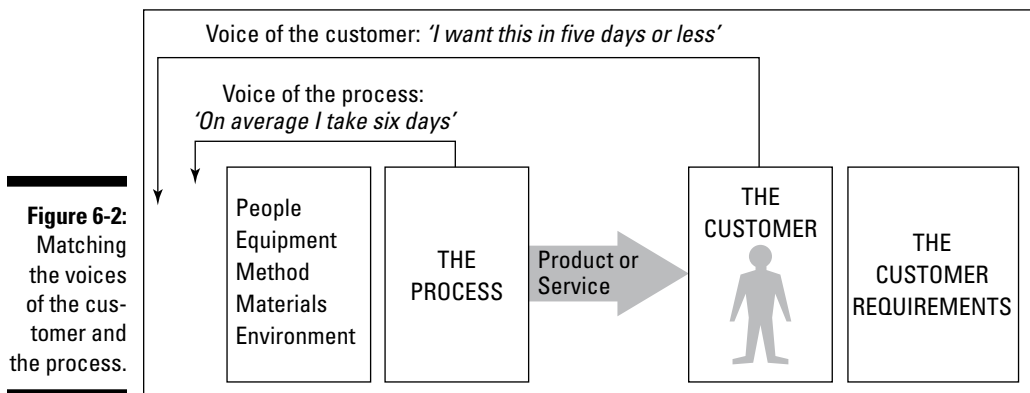 Voice of the customer: 'I want this in five days or less'
Voice of the process:
'On average I take six days'
Figure 6-2:
Matching
the voices
of the cus-
tomer and
the process.
People
Equipment
Method
Materials
Environment
THE
PROCESS
Product or
Service
THE
CUSTOMER
THE
CUSTOMER
REQUIREMENTS